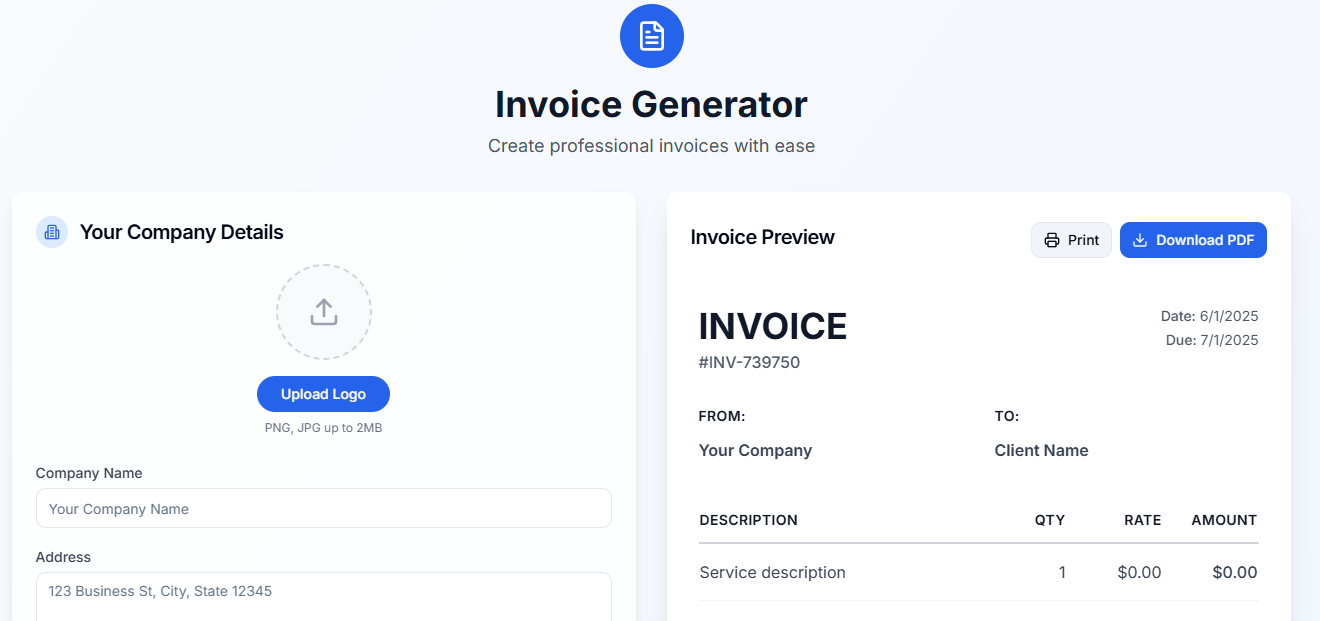 Invoice Generator
Create professional invoices with ease
Your Company Details
Upload Logo
PNG, JPG up to 2MB
Company Name
Your Company Name
Address
123 Business St, City, State 12345
Invoice Preview
Print
Download PDF
INVOICE
#INV-739750
Date: 6/1/2025
Due: 7/1/2025
FROM:
Your Company
TO:
Client Name
DESCRIPTION QTY RATE AMOUNT
Service description 1 $0.00 $0.00